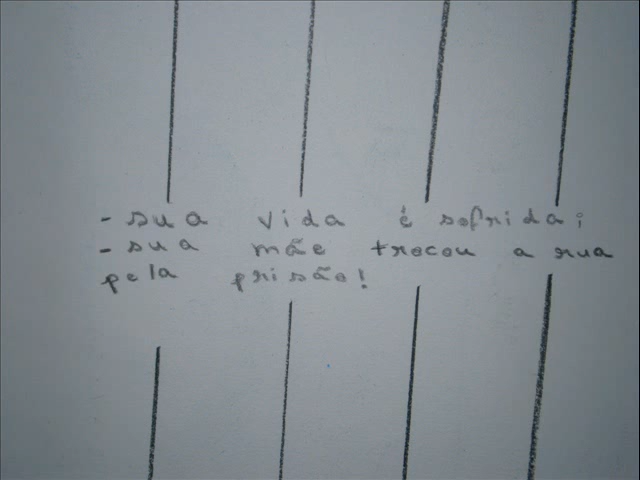 - sua vida é sofrida;
- sua mãe trocou a rua
pela prisão!